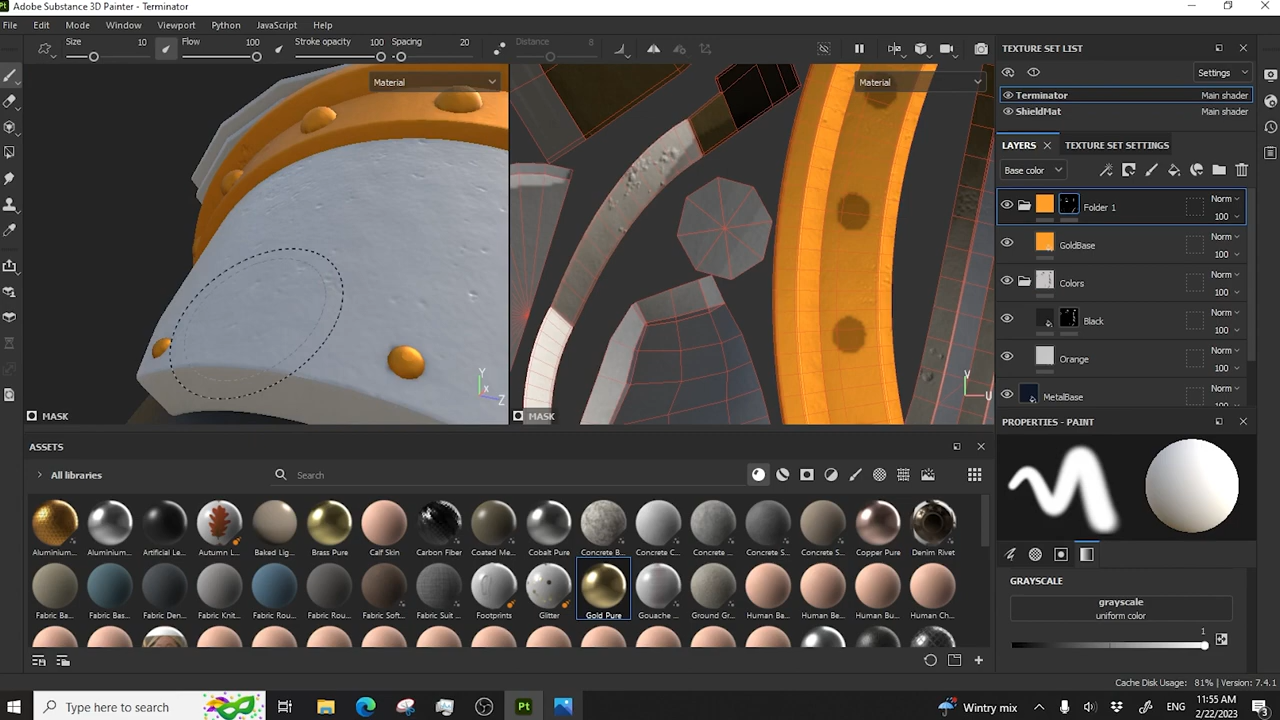 Pt Adobe Substance 3D Painter - Terminator
File Edit Mode Window Viewport Python JavaScript Help
Size 10 Flow 100 Stroke opacity 100 Spacing 20 Distance 8
Material
Material
MASK
MASK
Y
X
Z
Y
U
TEXTURE SET LIST
Settings
Terminator Main shader
ShieldMat Main shader
LAYERS TEXTURE SET SETTINGS
Base color
Folder 1 Norm
100
GoldBase Norm
100
Colors Norm
100
Black Norm
100
Orange Norm
100
MetalBase Norm
100
PROPERTIES - PAINT
GRAYSCALE
grayscale
uniform color
1
ASSETS
All libraries Search
Aluminium... Aluminium... Artificial Le... Autumn L... Baked Lig... Brass Pure Calf Skin Carbon Fiber Coated Me... Cobalt Pure Concrete B... Concrete C... Concrete ... Concrete S... Concrete S... Copper Pure Denim Rivet
Fabric Ba... Fabric Bas... Fabric Den... Fabric Knit... Fabric Rou... Fabric Rou... Fabric Soft... Fabric Suit ... Footprints Glitter Gold Pure Gouache ... Ground Gr... Human Ba... Human Be... Human Bu... Human Ch...
Cache Disk Usage: 81% | Version: 7.4.1
Type here to search
Pt
Wintry mix
ENG
11:55 AM
2/22/2023
3